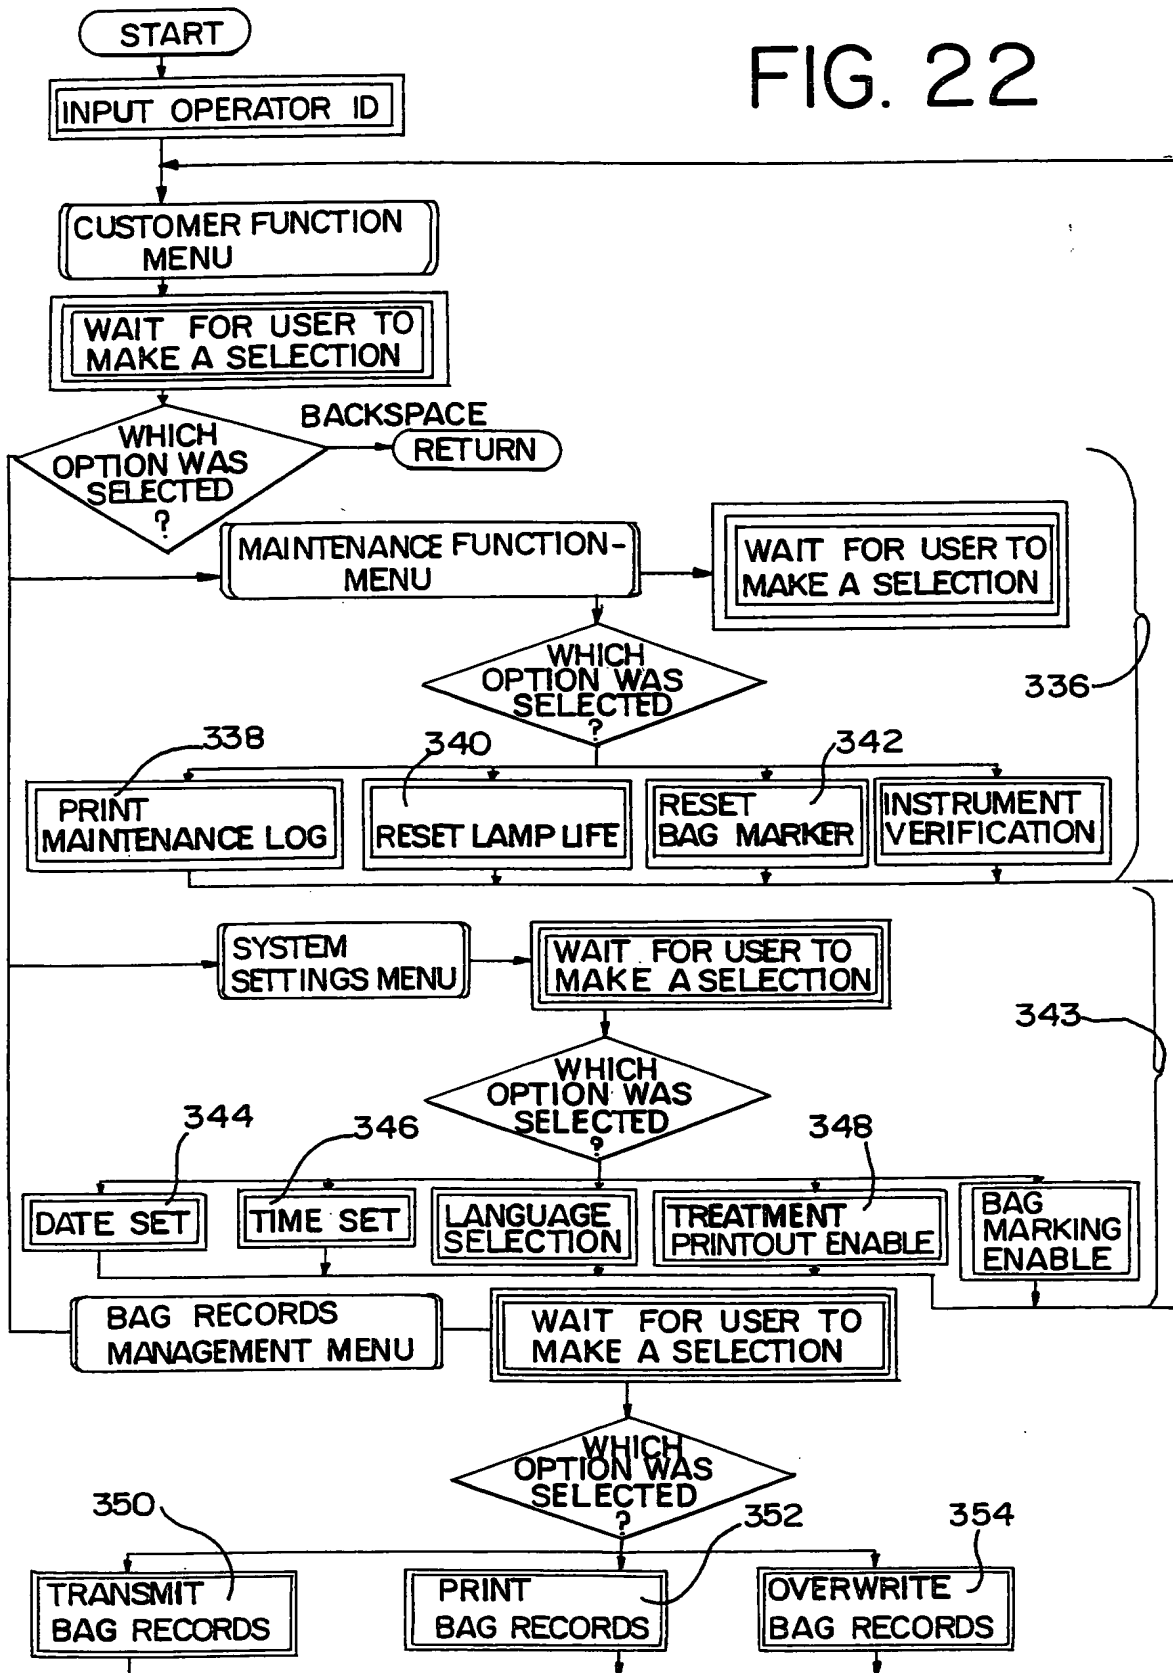 START
FIG. 22
INPUT OPERATOR ID
CUSTOMER FUNCTION
MENU
WAIT FOR USER TO
MAKE A SELECTION
BACKSPACE
WHICH
OPTION WAS
SELECTED
?
RETURN
MAINTENANCE FUNCTION-
MENU
WAIT FOR USER TO
MAKE A SELECTION
WHICH
OPTION WAS
SELECTED
?
336
338
340
342
PRINT
MAINTENANCE LOG
RESET LAMP LIFE
RESET
BAG MARKER
INSTRUMENT
VERIFICATION
SYSTEM
SETTINGS MENU
WAIT FOR USER TO
MAKE A SELECTION
343
WHICH
OPTION WAS
SELECTED
?
344
346
348
DATE SET
TIME SET
LANGUAGE
SELECTION
TREATMENT
PRINTOUT ENABLE
BAG
MARKING
ENABLE
BAG RECORDS
MANAGEMENT MENU
WAIT FOR USER TO
MAKE A SELECTION
WHICH
OPTION WAS
SELECTED
?
350
352
354
TRANSMIT
BAG RECORDS
PRINT
BAG RECORDS
OVERWRITE
BAG RECORDS